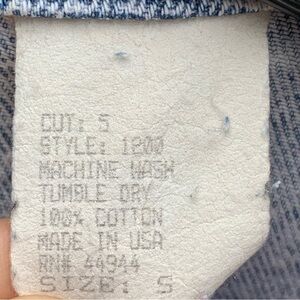 CUT: 5
STYLE: 1200
MACHINE WASH
TUMBLE DRY
100% COTTON
MADE IN USA
RN# 44944
SIZE: S